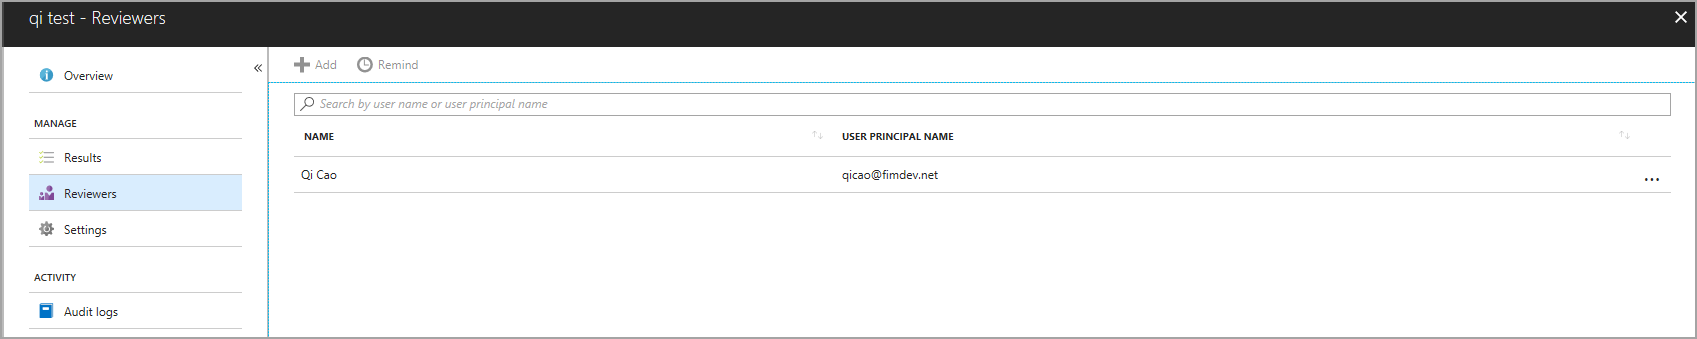 qi test - Reviewers
Overview
MANAGE
Results
Reviewers
Settings
ACTIVITY
Audit logs
Add Remind
Search by user name or user principal name
NAME USER PRINCIPAL NAME
Qi Cao qicao@fimdev.net ...